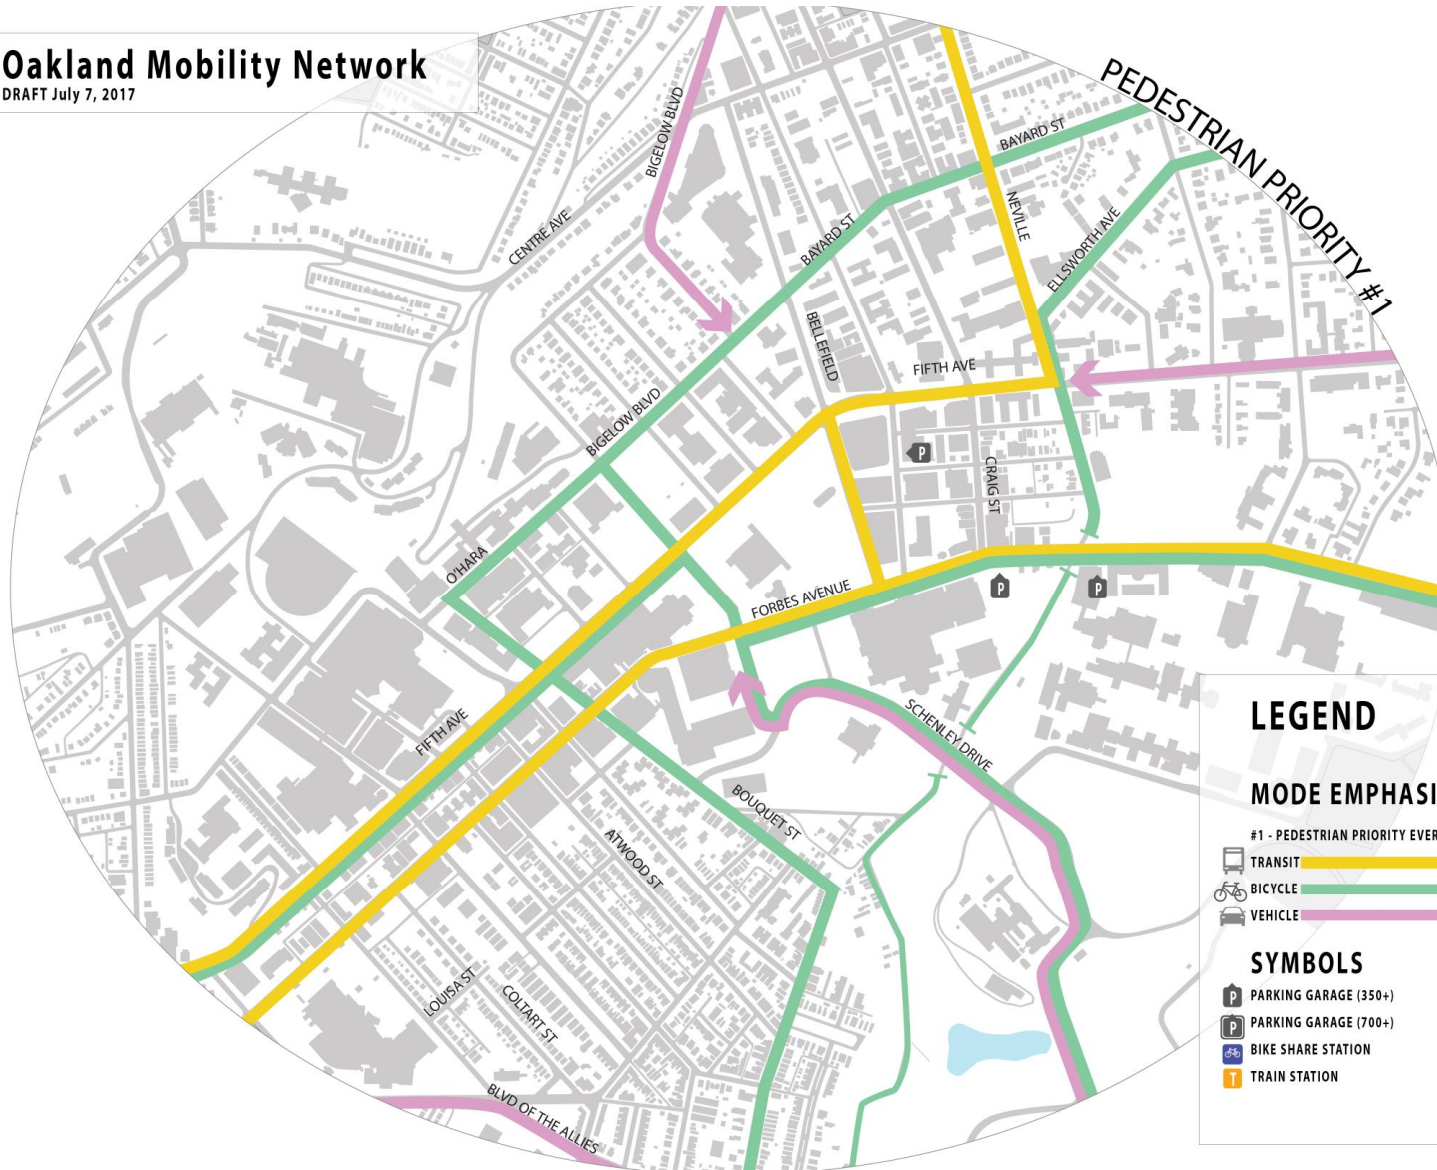 Oakland Mobility Network
DRAFT July 7, 2017
PEDESTRIAN PRIORITY #1
BIGELOW BLVD
BAYARD ST
NEVILLE
CENTRE AVE
BAYARD ST
ELLSWORTH AVE
BELLEFIELD
FIFTH AVE
BIGELOW BLVD
P
CRAIG ST
O'HARA
FORBES AVENUE
P
P
FIFTH AVE
SCHENLEY DRIVE
BOUQUET ST
ATWOOD ST
LOUISA ST
COLTART ST
BLVD OF THE ALLIES
LEGEND
MODE EMPHASI
#1 - PEDESTRIAN PRIORITY EVER
TRANSIT
BICYCLE
VEHICLE
SYMBOLS
P PARKING GARAGE (350+)
P PARKING GARAGE (700+)
BIKE SHARE STATION
T TRAIN STATION